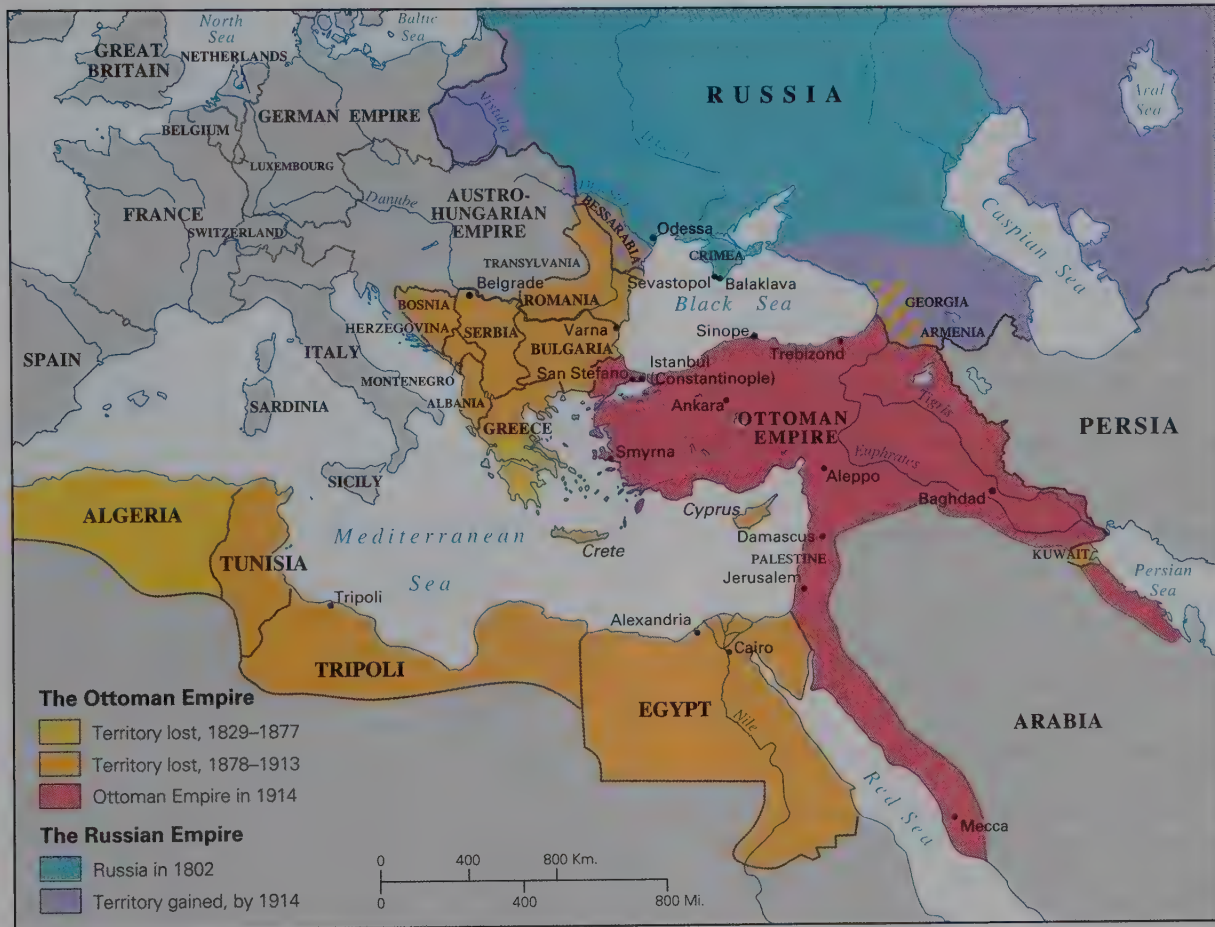 North
Sea
Baltic
Sea
GREAT
BRITAIN
NETHERLANDS
RUSSIA
Aral
Sea
Vistula
BELGIUM
GERMAN EMPIRE
LUXEMBOURG
FRANCE
SWITZERLAND
Danube
AUSTRO-
HUNGARIAN
EMPIRE
BESSARABIA
Odessa
CRIMEA
Caspian Sea
TRANSYLVANIA
Sevastopol
Balaklava
Belgrade
ROMANIA
Black Sea
BOSNIA
HERZEGOVINA
SERBIA
Varna
BULGARIA
Sinope
Trebizond
GEORGIA
ARMENIA
SPAIN
ITALY
MONTENEGRO
San Stefano
Istanbul
(Constantinople)
SARDINIA
ALBANIA
GREECE
Ankara
OTTOMAN
EMPIRE
Tigris
PERSIA
Smyrna
Euphrates
SICILY
Aleppo
Baghdad
ALGERIA
Cyprus
Mediterranean
Sea
Crete
Damascus
PALESTINE
Jerusalem
KUWAIT
TUNISIA
Persian
Sea
Tripoli
Alexandria
Cairo
TRIPOLI
EGYPT
Nile
ARABIA
Red Sea
Mecca
The Ottoman Empire
Territory lost, 1829–1877
Territory lost, 1878–1913
Ottoman Empire in 1914
The Russian Empire
Russia in 1802
Territory gained, by 1914
0 400 800 Km.
0 400 800 Mi.